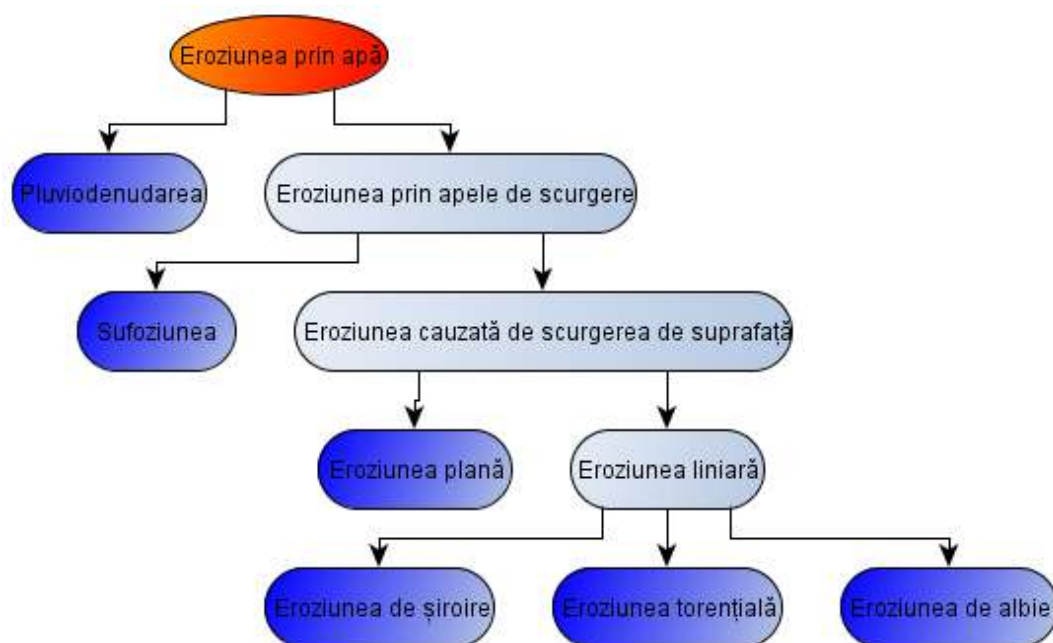 Eroziunea prin apă
Pluviodenudarea
Eroziunea prin apele de scurgere
Sufoziunea
Eroziunea cauzată de scurgerea de suprafață
Eroziunea plană
Eroziunea liniară
Eroziunea de șiroire
Eroziunea torențială
Eroziunea de albie